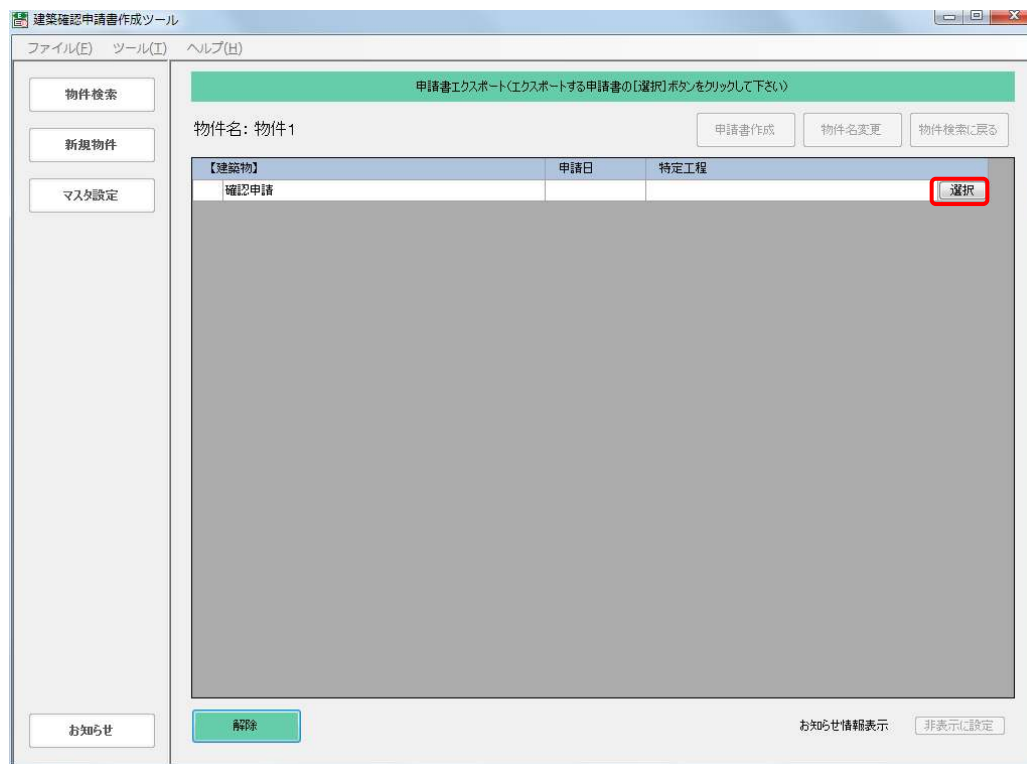 建築確認申請書作成ツール
ファイル(F) ツール(T) ヘルプ(H)
物件検索
新規物件
マスタ設定
お知らせ
申請書エクスポート(エクスポートする申請書の[選択]ボタンをクリックして下さい)
物件名: 物件1
申請書作成 物件名変更 物件検索に戻る
【建築物】 申請日 特定工程
確認申請 選択
解除 お知らせ情報表示 非表示に設定